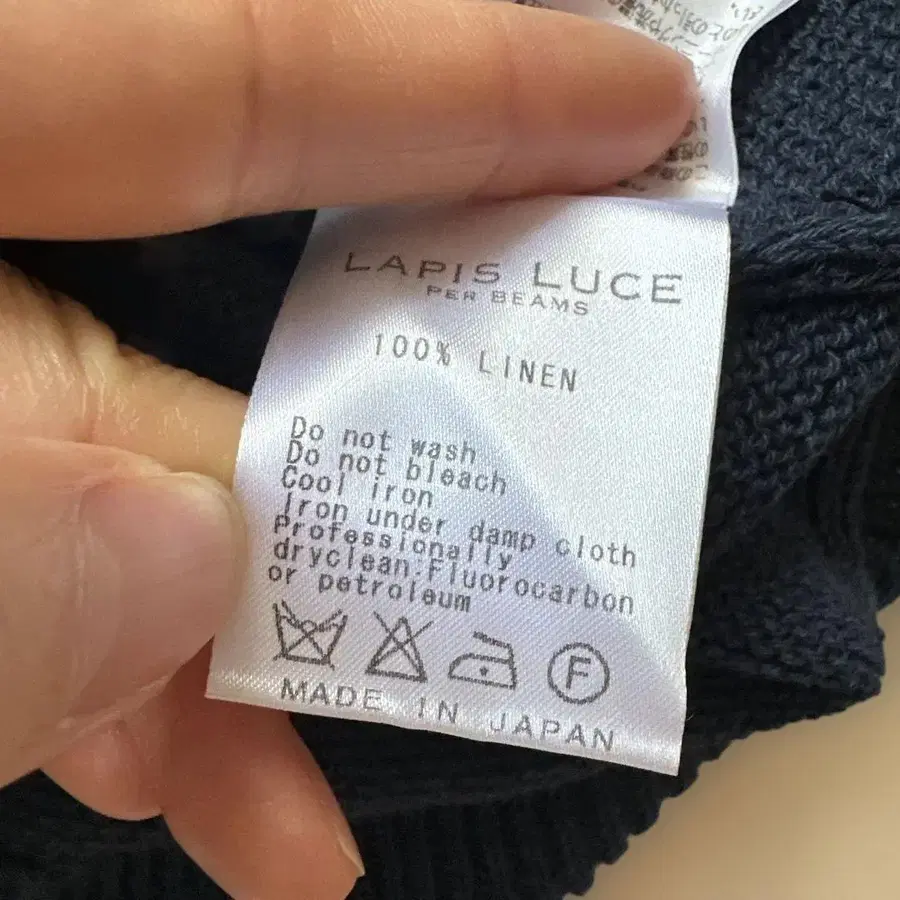 LAPIS LUCE
PER BEAMS
100% LINEN
Do not wash
Do not bleach
Cool iron
Iron under damp cloth
Professionally
dryclean:Fluorocarbon
or petroleum
F
MADE IN JAPAN